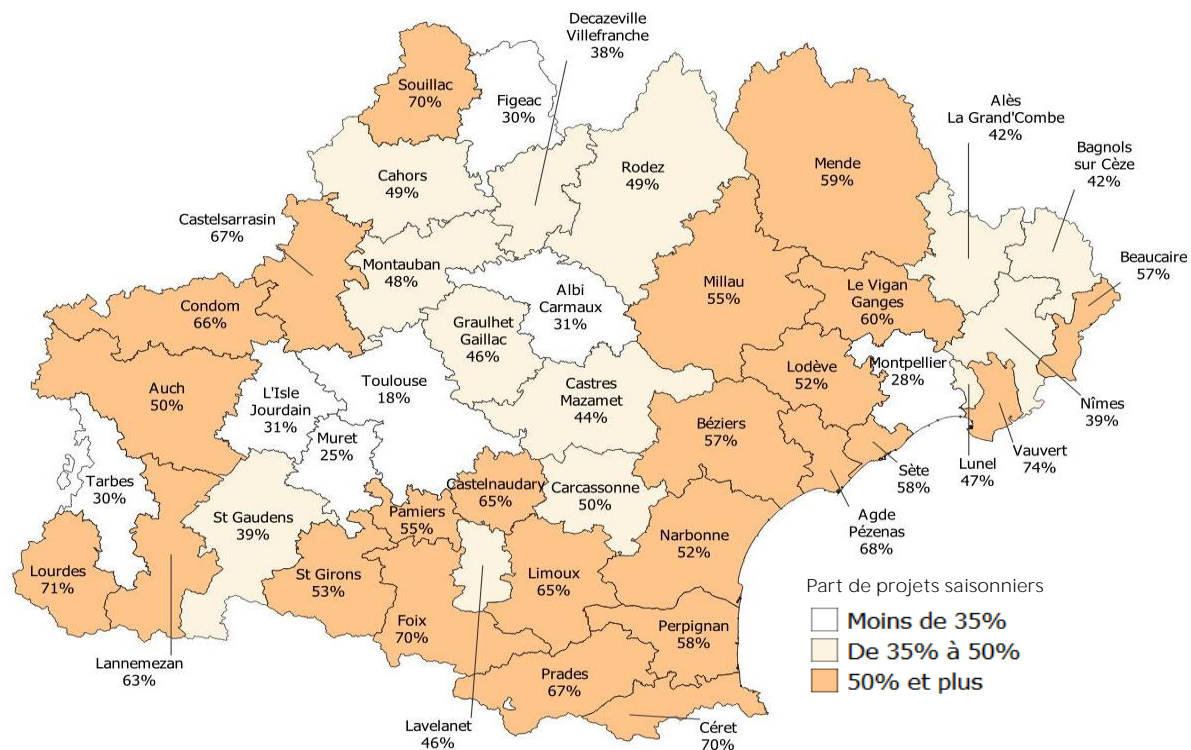 Decazeville
Villefranche
38%
Souillac
70%
Figeac
30%
Alès
La Grand'Combe
42%
Bagnols
sur Cèze
42%
Cahors
49%
Rodez
49%
Mende
59%
Castelsarrasin
67%
Beaucaire
57%
Montauban
48%
Albi
Carmaux
31%
Millau
55%
Le Vigan
Ganges
60%
Condom
66%
Graulhet
Gaillac
46%
Auch
50%
L'Isle
Jourdain
31%
Toulouse
18%
Castres
Mazamet
44%
Lodève
52%
Montpellier
28%
Nîmes
39%
Muret
25%
Béziers
57%
Vauvert
74%
Lunel
47%
Sète
58%
Tarbes
30%
St Gaudens
39%
Pamiers
55%
Castelnaudary
65%
Carcassonne
50%
Agde
Pézenas
68%
Narbonne
52%
Lourdes
71%
St Girons
53%
Limoux
65%
Foix
70%
Perpignan
58%
Lannemezan
63%
Prades
67%
Lavelanet
46%
Céret
70%
Part de projets saisonniers
Moins de 35%
De 35% à 50%
50% et plus